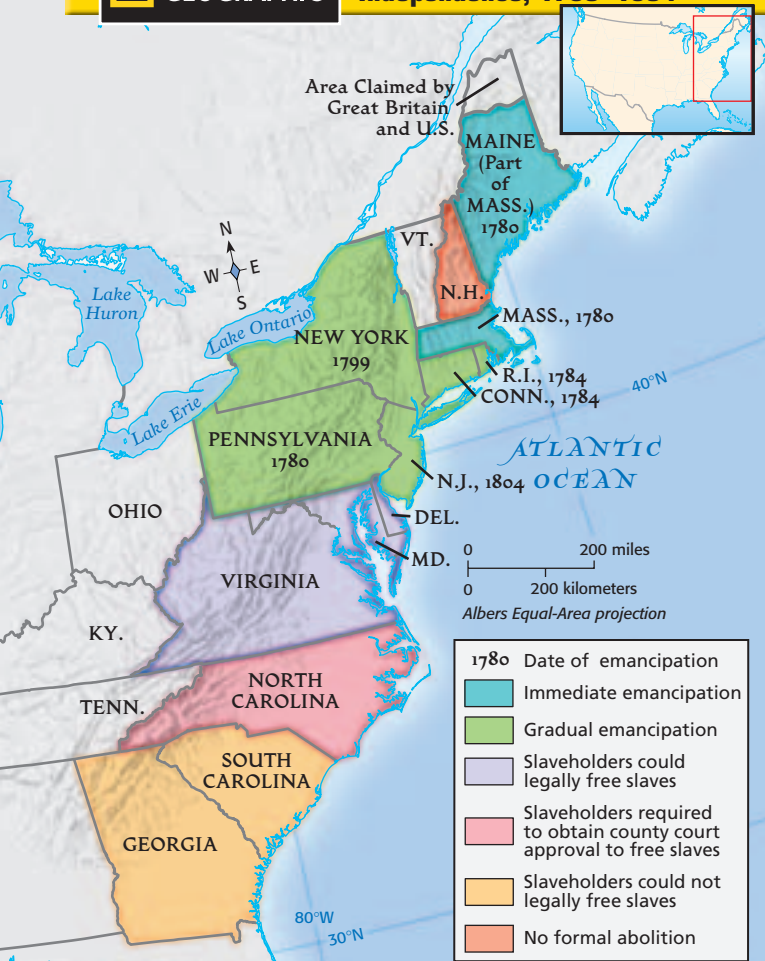 Area Claimed by
Great Britain
and U.S.
MAINE
(Part
of
MASS.)
1780
N
W
E
S
VT.
N.H.
Lake
Huron
Lake Ontario
NEW YORK
1799
MASS., 1780
R.I., 1784
CONN., 1784
40°N
Lake Erie
PENNSYLVANIA
1780
ATLANTIC
OCEAN
N.J., 1804
OHIO
DEL.
MD.
VIRGINIA
0
200 miles
0
200 kilometers
Albers Equal-Area projection
KY.
TENN.
NORTH
CAROLINA
SOUTH
CAROLINA
GEORGIA
80°W
30°N
1780 Date of emancipation
Immediate emancipation
Gradual emancipation
Slaveholders could
legally free slaves
Slaveholders required
to obtain county court
approval to free slaves
Slaveholders could not
legally free slaves
No formal abolition